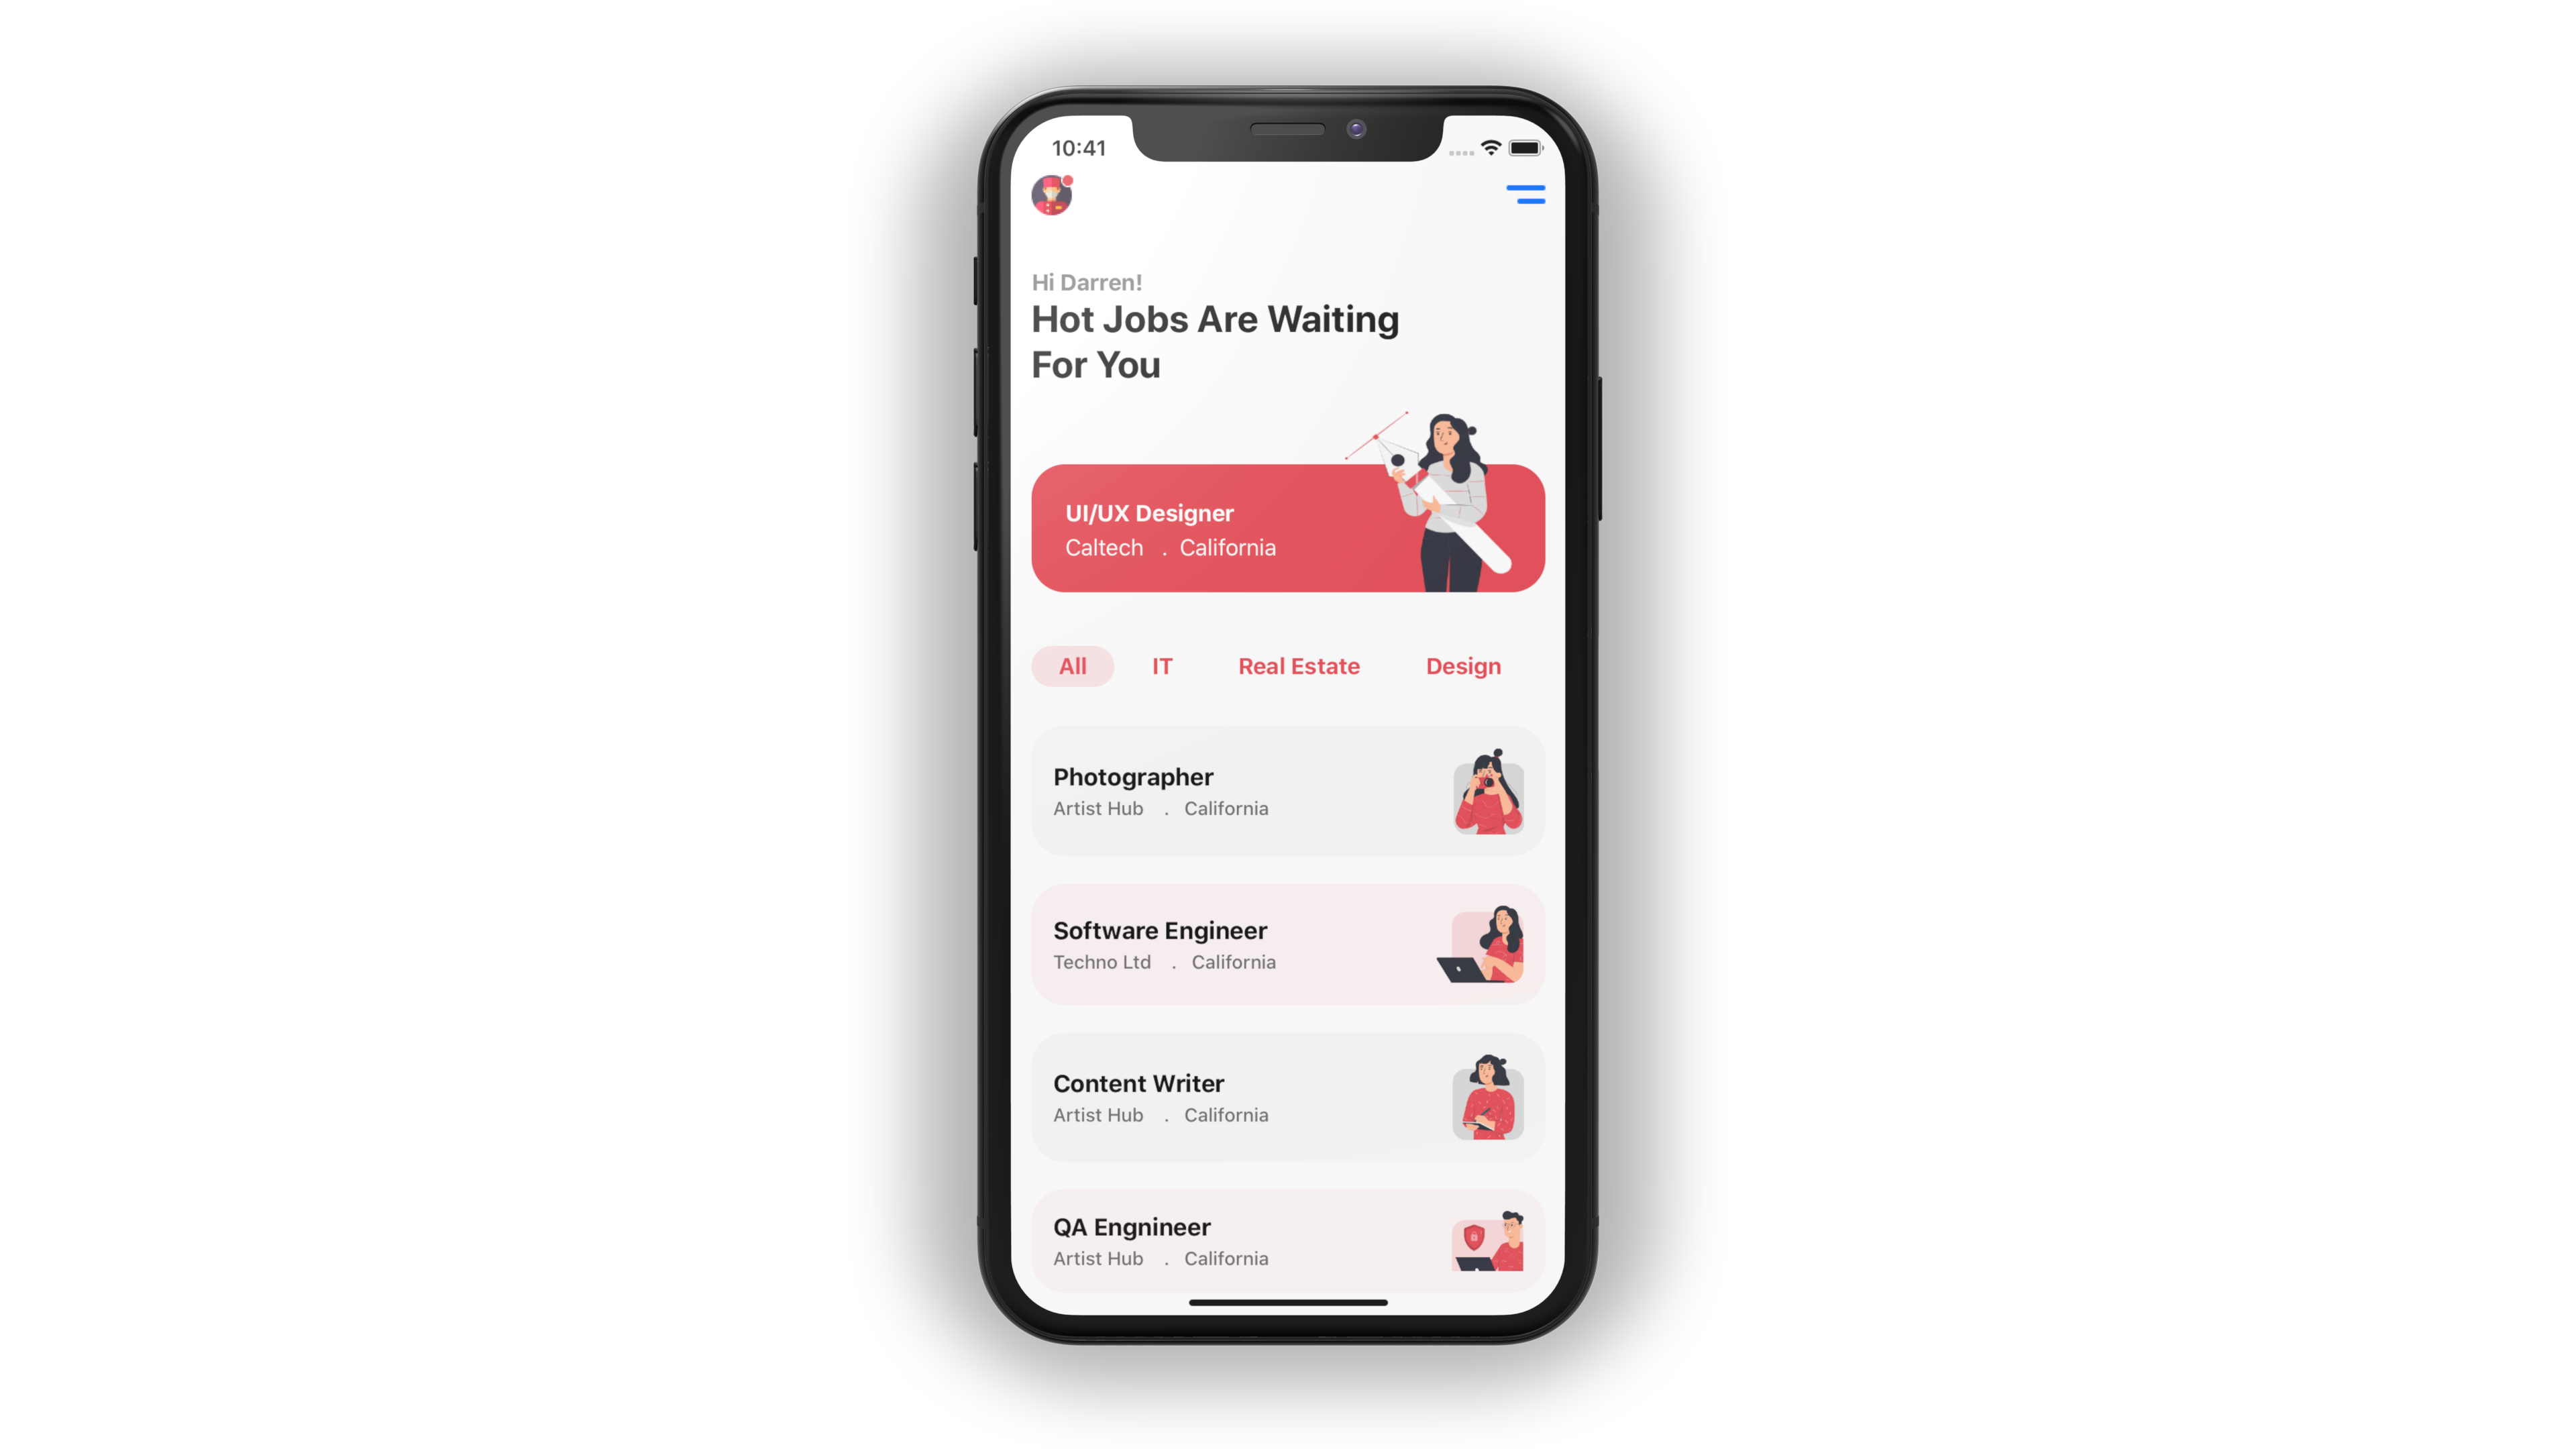 10:41
Hi Darren!
Hot Jobs Are Waiting
For You
UI/UX Designer
Caltech . California
All IT Real Estate Design
Photographer
Artist Hub . California
Software Engineer
Techno Ltd . California
Content Writer
Artist Hub . California
QA Engnineer
Artist Hub . California